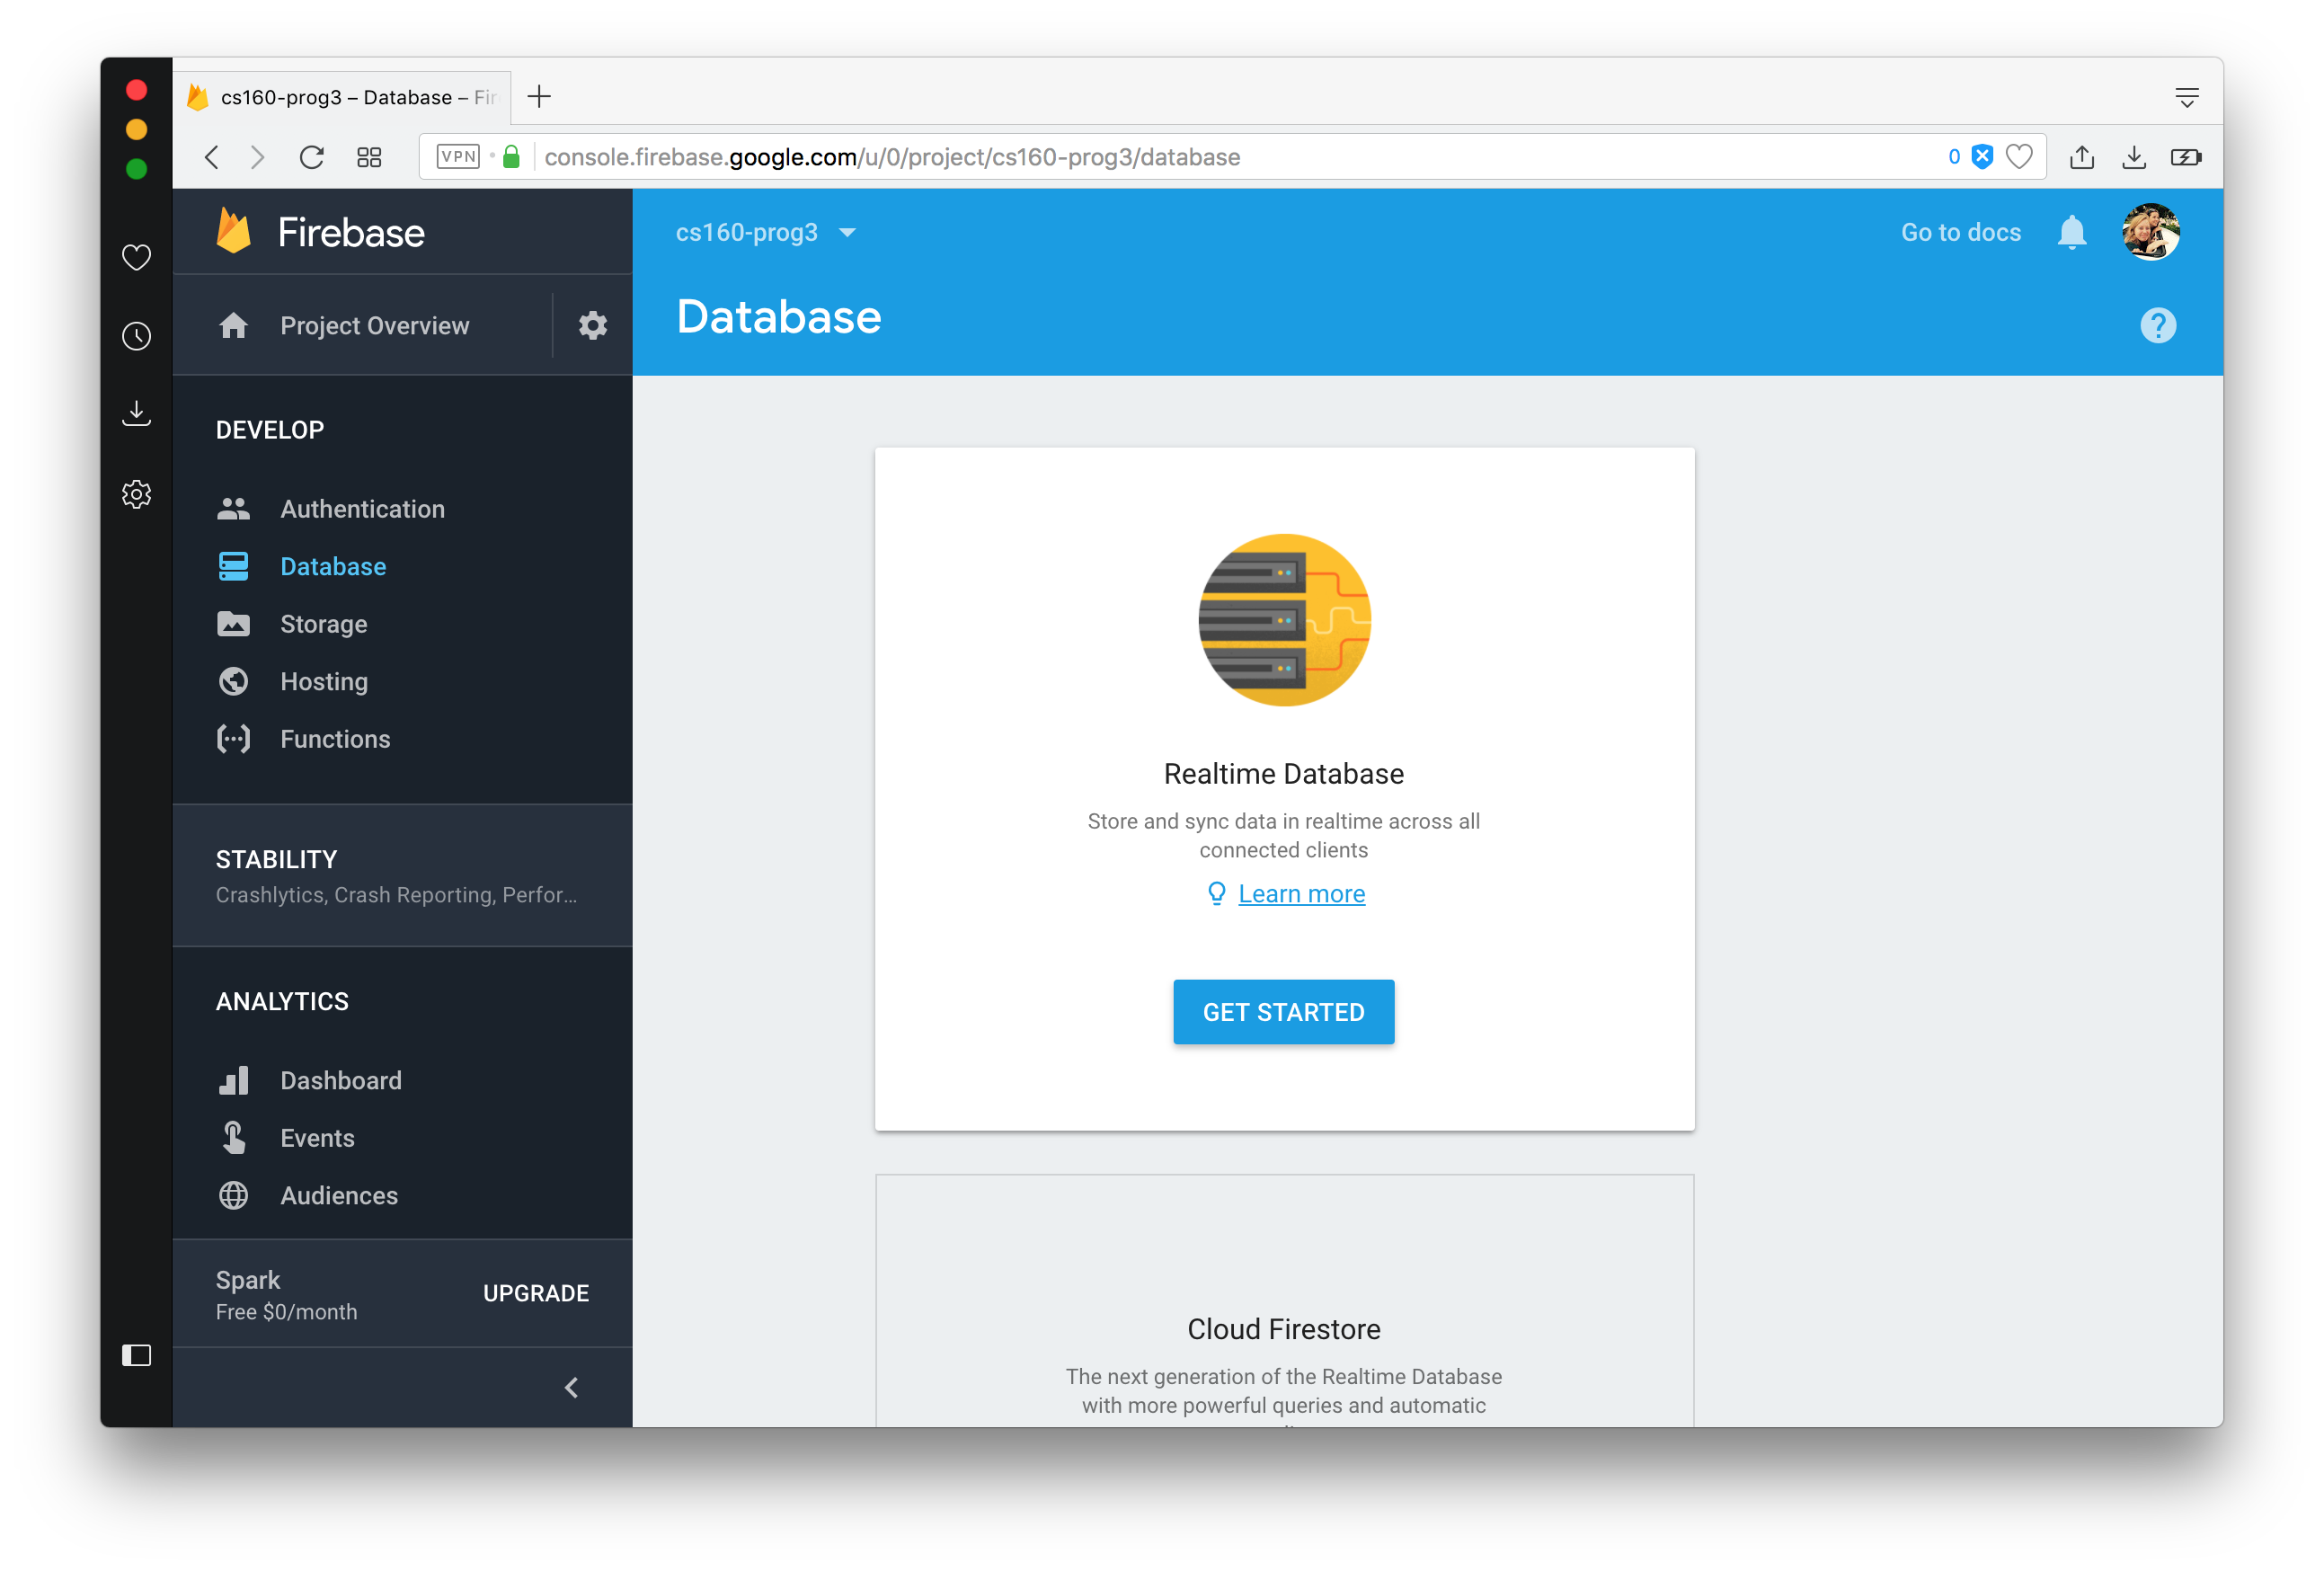 cs160-prog3 – Database – Fir
VPN
console.firebase.google.com/u/0/project/cs160-prog3/database
0
Firebase
cs160-prog3
Go to docs
Project Overview
Database
?
DEVELOP
Authentication
Database
Storage
Hosting
Functions
STABILITY
Crashlytics, Crash Reporting, Perfor...
ANALYTICS
Dashboard
Events
Audiences
Spark
Free $0/month
UPGRADE
Realtime Database
Store and sync data in realtime across all
connected clients
Learn more
GET STARTED
Cloud Firestore
The next generation of the Realtime Database
with more powerful queries and automatic